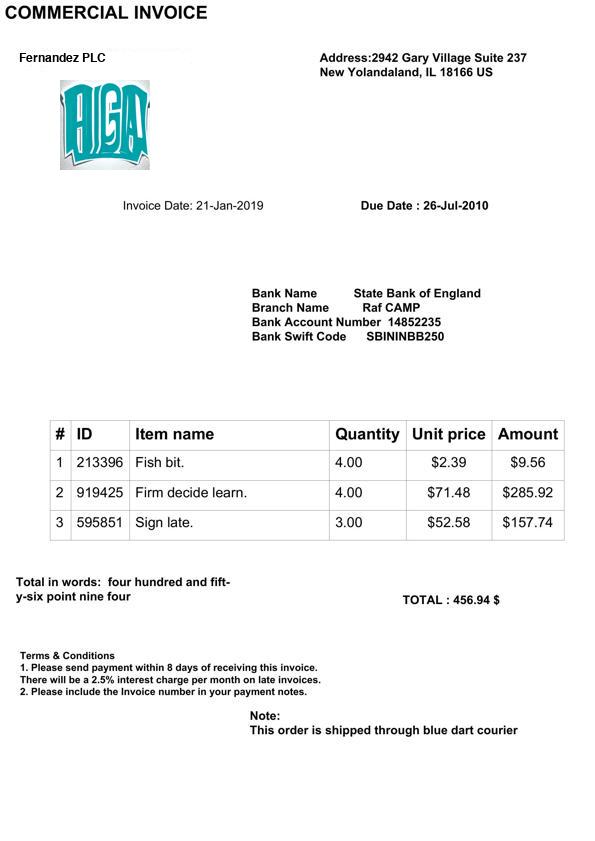 COMMERCIAL INVOICE
Fernandez PLC
Address:2942 Gary Village Suite 237
New Yolandaland, IL 18166 US
Invoice Date: 21-Jan-2019 Due Date : 26-Jul-2010
Bank Name State Bank of England
Branch Name Raf CAMP
Bank Account Number 14852235
Bank Swift Code SBININBB250
# ID Item name Quantity Unit price Amount
1 213396 Fish bit. 4.00 $2.39 $9.56
2 919425 Firm decide learn. 4.00 $71.48 $285.92
3 595851 Sign late. 3.00 $52.58 $157.74
Total in words: four hundred and fift-
y-six point nine four
TOTAL : 456.94 $
Terms & Conditions
1. Please send payment within 8 days of receiving this invoice.
There will be a 2.5% interest charge per month on late invoices.
2. Please include the Invoice number in your payment notes.
Note:
This order is shipped through blue dart courier